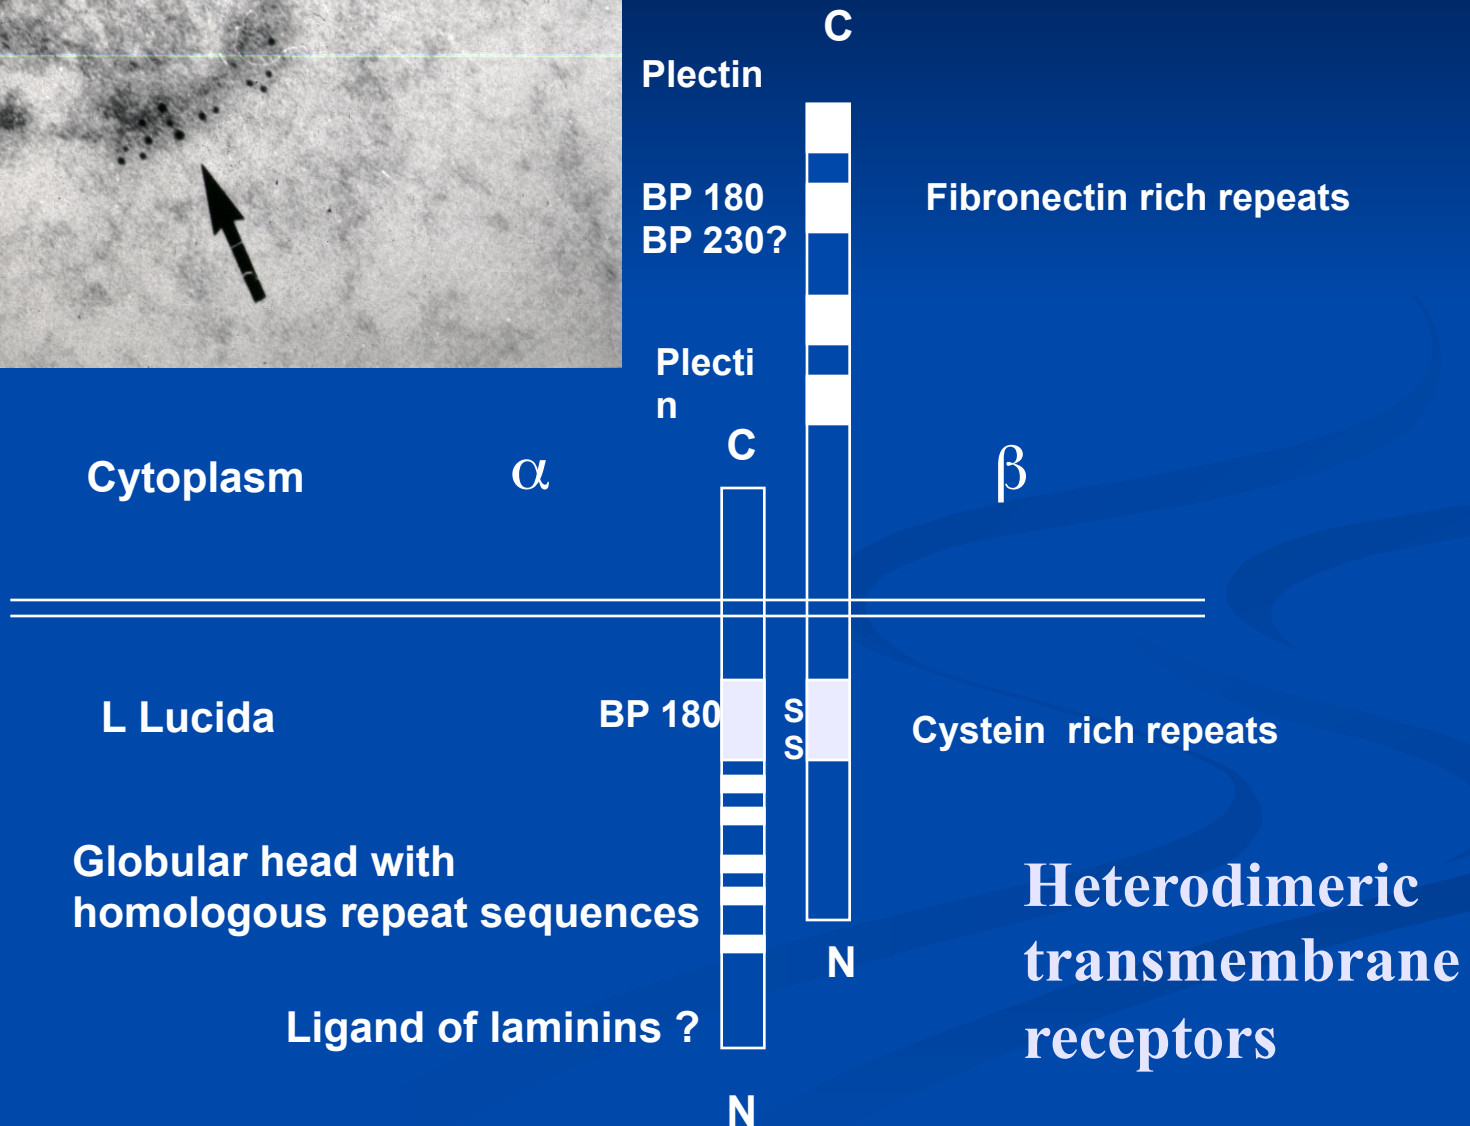 C
Plectin
BP 180
BP 230?
Fibronectin rich repeats
Plecti
n
C
Cytoplasm
α
β
L Lucida
BP 180
S
S
Cystein rich repeats
Globular head with
homologous repeat sequences
Heterodimeric
transmembrane
receptors
N
Ligand of laminins ?
N